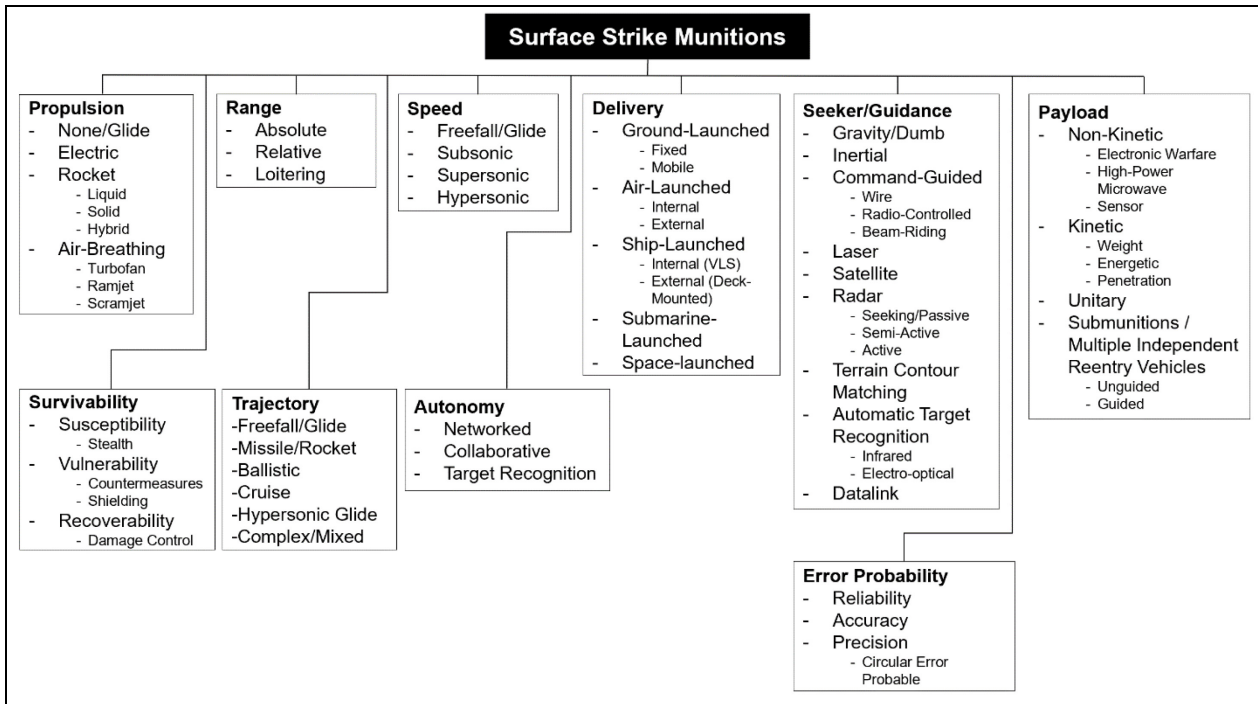 Surface Strike Munitions
Propulsion
- None/Glide
- Electric
- Rocket
- Liquid
- Solid
- Hybrid
- Air-Breathing
- Turbofan
- Ramjet
- Scramjet
Range
- Absolute
- Relative
- Loitering
Speed
- Freefall/Glide
- Subsonic
- Supersonic
- Hypersonic
Delivery
- Ground-Launched
- Fixed
- Mobile
- Air-Launched
- Internal
- External
- Ship-Launched
- Internal (VLS)
- External (Deck-
Mounted)
- Submarine-
Launched
- Space-launched
Seeker/Guidance
- Gravity/Dumb
- Inertial
- Command-Guided
- Wire
- Radio-Controlled
- Beam-Riding
- Laser
- Satellite
- Radar
- Seeking/Passive
- Semi-Active
- Active
- Terrain Contour
Matching
- Automatic Target
Recognition
- Infrared
- Electro-optical
- Datalink
Payload
- Non-Kinetic
- Electronic Warfare
- High-Power
Microwave
- Sensor
- Kinetic
- Weight
- Energetic
- Penetration
- Unitary
- Submunitions /
Multiple Independent
Reentry Vehicles
- Unguided
- Guided
Survivability
- Susceptibility
- Stealth
- Vulnerability
- Countermeasures
- Shielding
- Recoverability
- Damage Control
Trajectory
-Freefall/Glide
-Missile/Rocket
-Ballistic
-Cruise
-Hypersonic Glide
-Complex/Mixed
Autonomy
- Networked
- Collaborative
- Target Recognition
Error Probability
- Reliability
- Accuracy
- Precision
- Circular Error
Probable